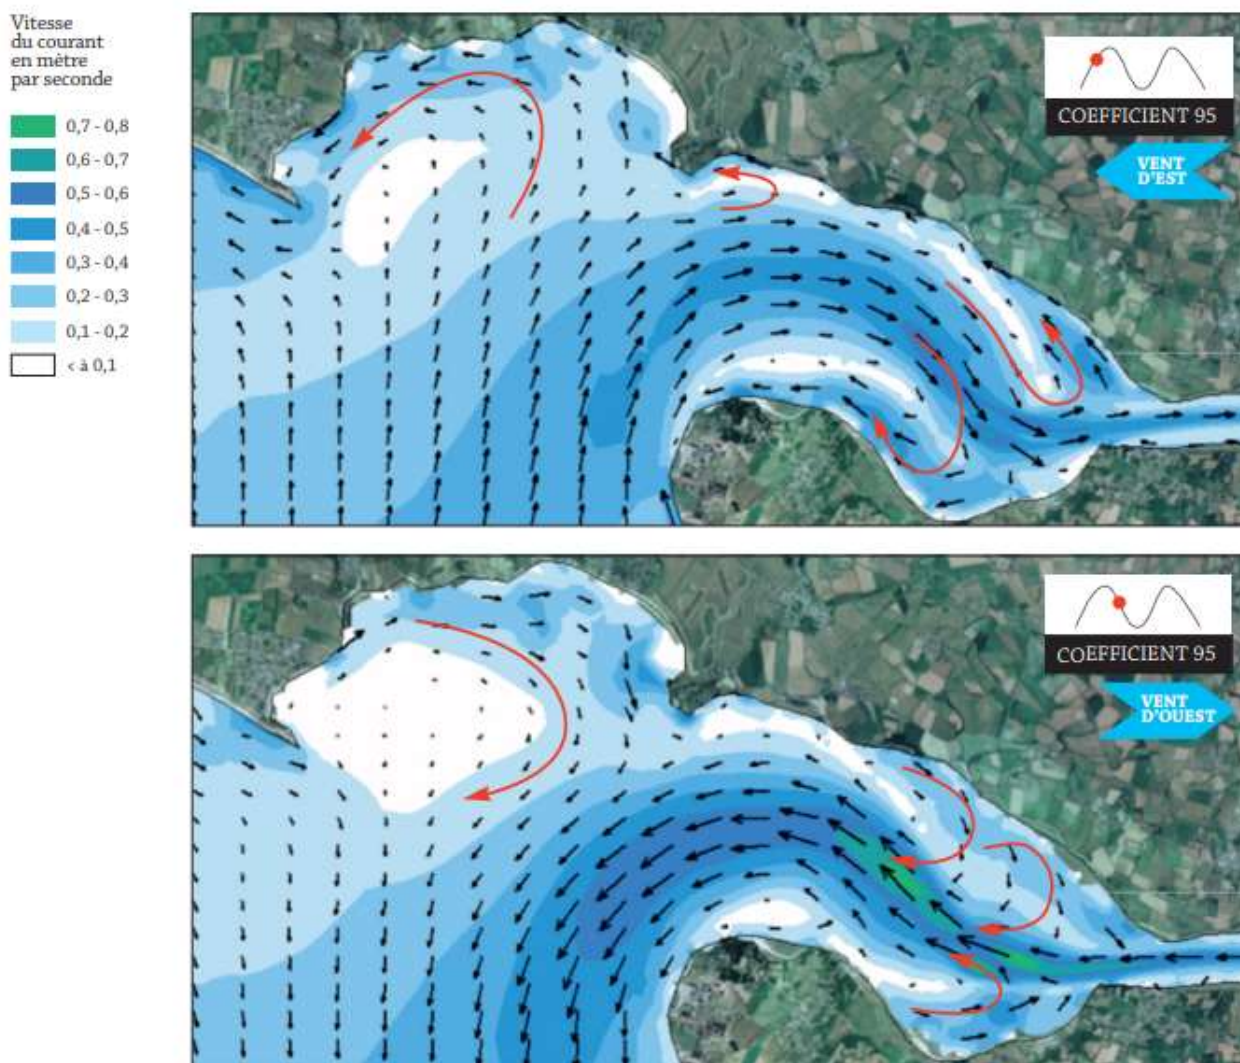 Vitesse
du courant
en mètre
par seconde
0,7 - 0,8
0,6 - 0,7
0,5 - 0,6
0,4 - 0,5
0,3 - 0,4
0,2 - 0,3
0,1 - 0,2
< à 0,1
COEFFICIENT 95
VENT
D'EST
COEFFICIENT 95
VENT
D'OUEST